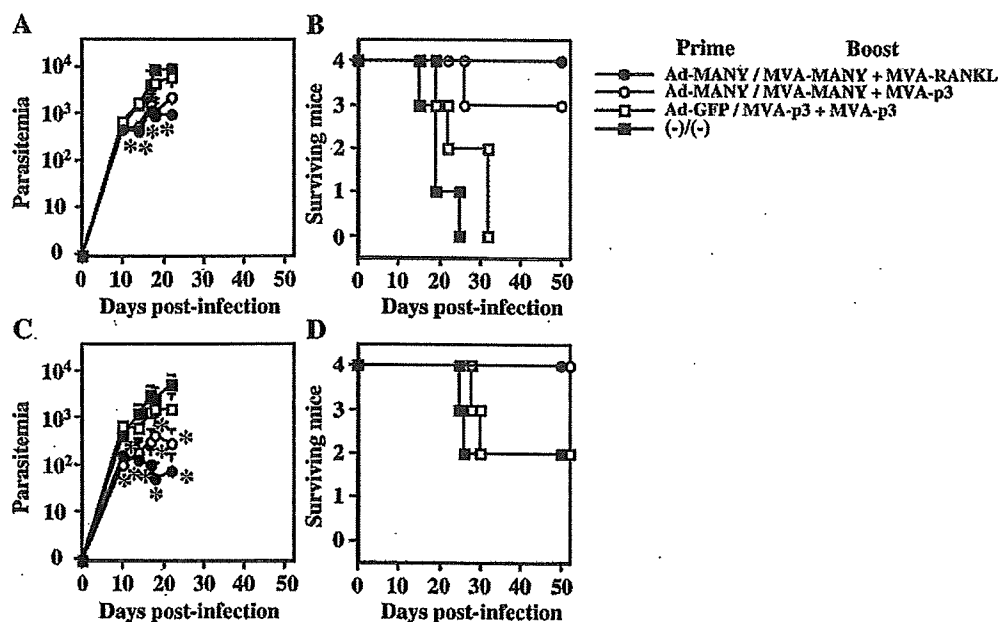 A
Parasitemia
10⁴
10³
10²
10
0
0 10 20 30 40 50
Days post-infection
B
Surviving mice
4
3
2
1
0
0 10 20 30 40 50
Days post-infection
Prime Boost
Ad-MANY / MVA-MANY + MVA-RANKL
Ad-MANY / MVA-MANY + MVA-p3
Ad-GFP / MVA-p3 + MVA-p3
(-)/(-)
C
Parasitemia
10⁴
10³
10²
10
0
0 10 20 30 40 50
Days post-infection
D
Surviving mice
4
3
2
1
0
0 10 20 30 40 50
Days post-infection